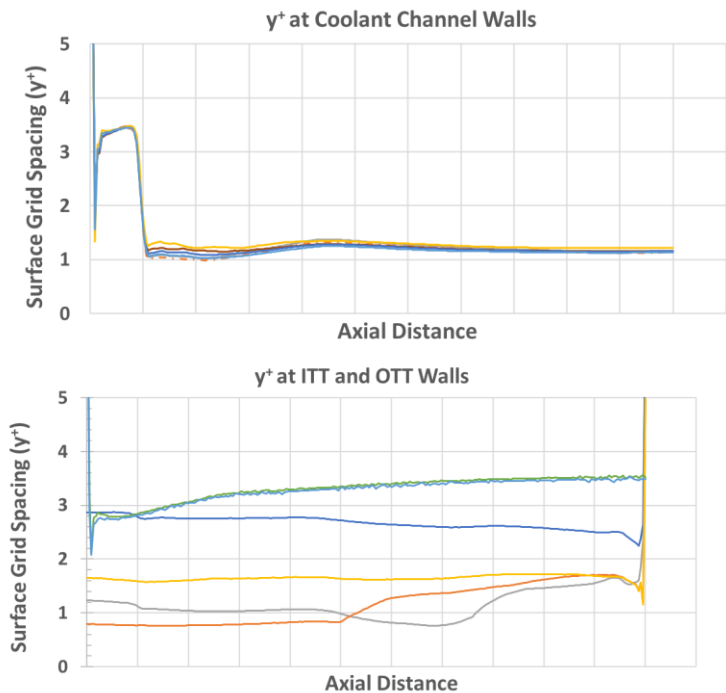 y⁺ at Coolant Channel Walls
Surface Grid Spacing (y⁺)
5
4
3
2
1
0
Axial Distance
y⁺ at ITT and OTT Walls
Surface Grid Spacing (y⁺)
5
4
3
2
1
0
Axial Distance